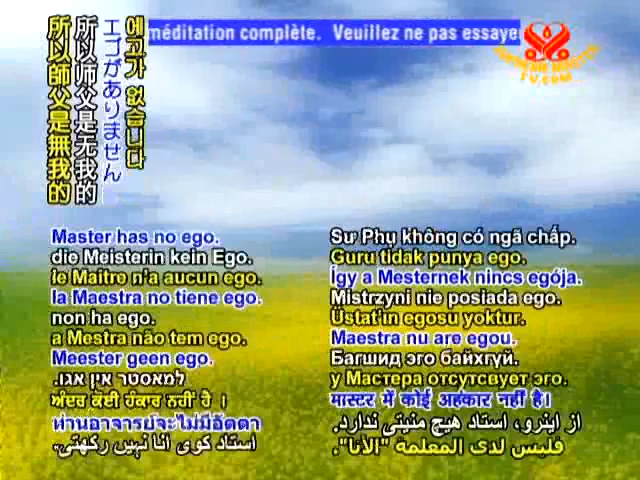 méditation complète. Veuillez ne pas essaye
에고가 없습니다
エゴがありません
所以师父是无我的
所以師父是無我的
Master has no ego.
die Meisterin kein Ego.
le Maître n'a aucun ego.
la Maestra no tiene ego.
non ha ego.
a Mestra não tem ego.
Meester geen ego.
למאסטר אין אגו.
ਅੰਦਰ ਕੋਈ ਹੰਕਾਰ ਨਹੀਂ ਹੈ ।
ท่านอาจารย์จะไม่มีอัตตา
استاد کوی انا نہیں رکھتی.
Sư Phụ không có ngã chấp.
Guru tidak punya ego.
Így a Mesternek nincs egója.
Mistrzyni nie posiada ego.
Üstat'ın egosu yoktur.
Maestra nu are egou.
Багшид эго байхгүй.
у Мастера отсутсвует эго.
मास्टर में कोई अहंकार नहीं है।
از اینرو، استاد هیچ منیتی ندارد.
فليس لدى المعلمة "الأنا".
SUPREME MASTER
TV.COM